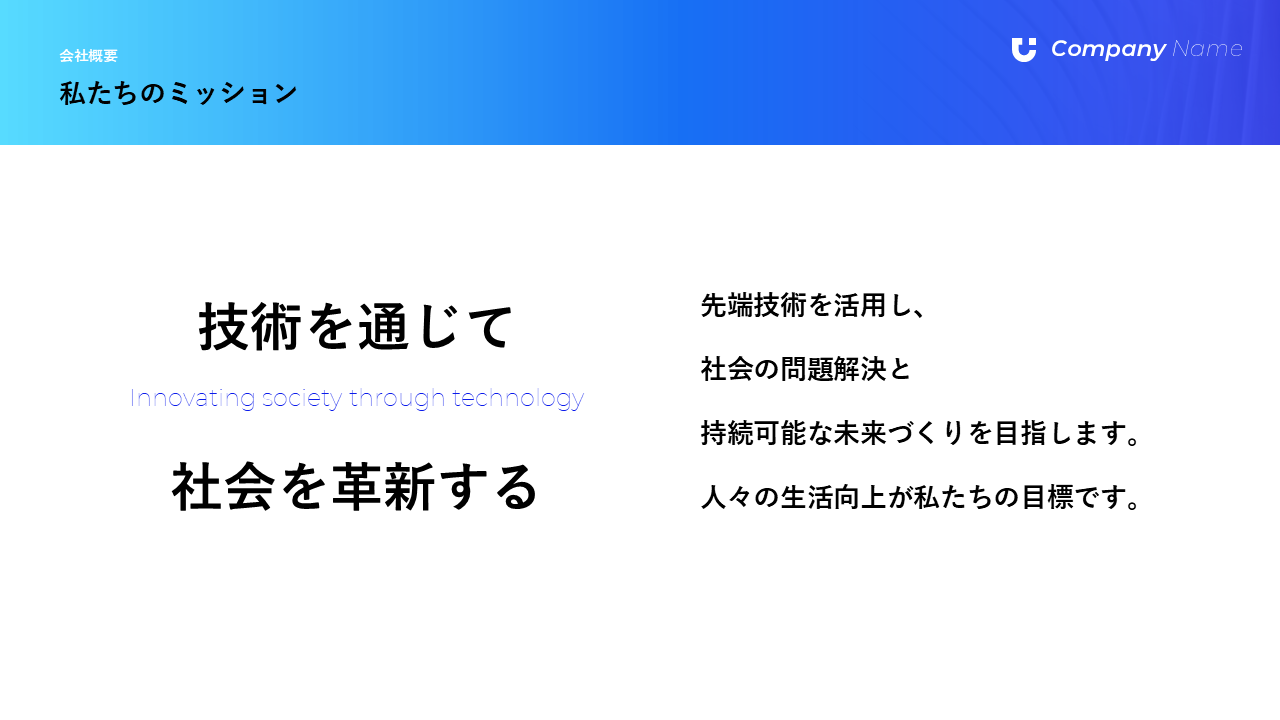 会社概要
私たちのミッション
Company Name
技術を通じて
Innovating society through technology
社会を革新する
先端技術を活用し、
社会の問題解決と
持続可能な未来づくりを目指します。
人々の生活向上が私たちの目標です。